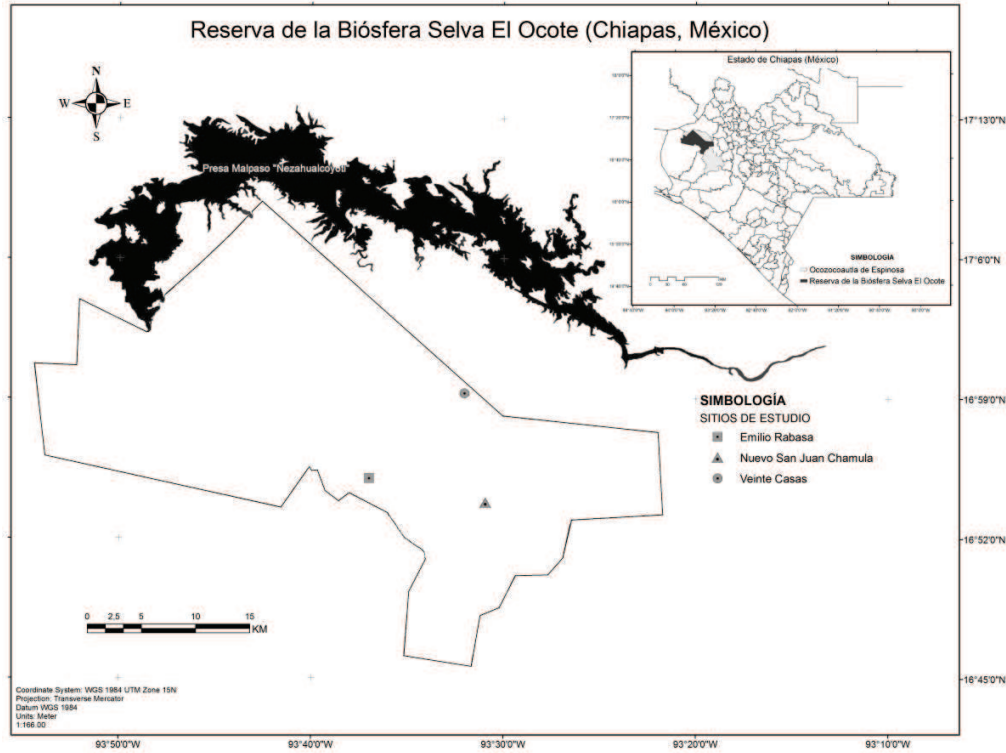 Reserva de la Biósfera Selva El Ocote (Chiapas, México)
N
W E
S
Presa Malpaso "Nezahualcoyotl"
Estado de Chiapas (México)
SIMBOLOGÍA
Ocozocoautla de Espinosa
Reserva de la Biósfera Selva El Ocote
17°13'0"N
17°6'0"N
16°59'0"N
16°52'0"N
16°45'0"N
SIMBOLOGÍA
SITIOS DE ESTUDIO
Emilio Rabasa
Nuevo San Juan Chamula
Veinte Casas
0 2,5 5 10 15
KM
Coordinate System: WGS 1984 UTM Zone 15N
Projection: Transverse Mercator
Datum WGS 1984
Units: Meter
1:166.00
93°50'0"W 93°40'0"W 93°30'0"W 93°20'0"W 93°10'0"W